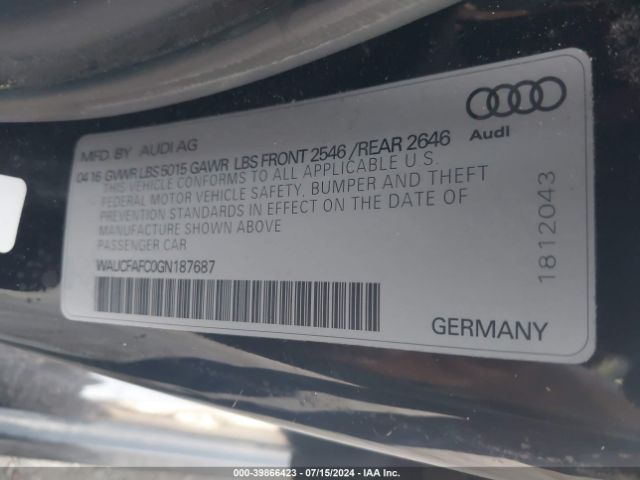 Audi
MFD. BY AUDI AG
04 16 GVWR LBS 5015 GAWR LBS FRONT 2546 /REAR 2646
THIS VEHICLE CONFORMS TO ALL APPLICABLE U.S.
FEDERAL MOTOR VEHICLE SAFETY, BUMPER AND THEFT
PREVENTION STANDARDS IN EFFECT ON THE DATE OF
MANUFACTURE SHOWN ABOVE
PASSENGER CAR
WAUCFAFC0GN187687
GERMANY
1812043
000-39866423 - 07/15/2024 - IAA Inc.